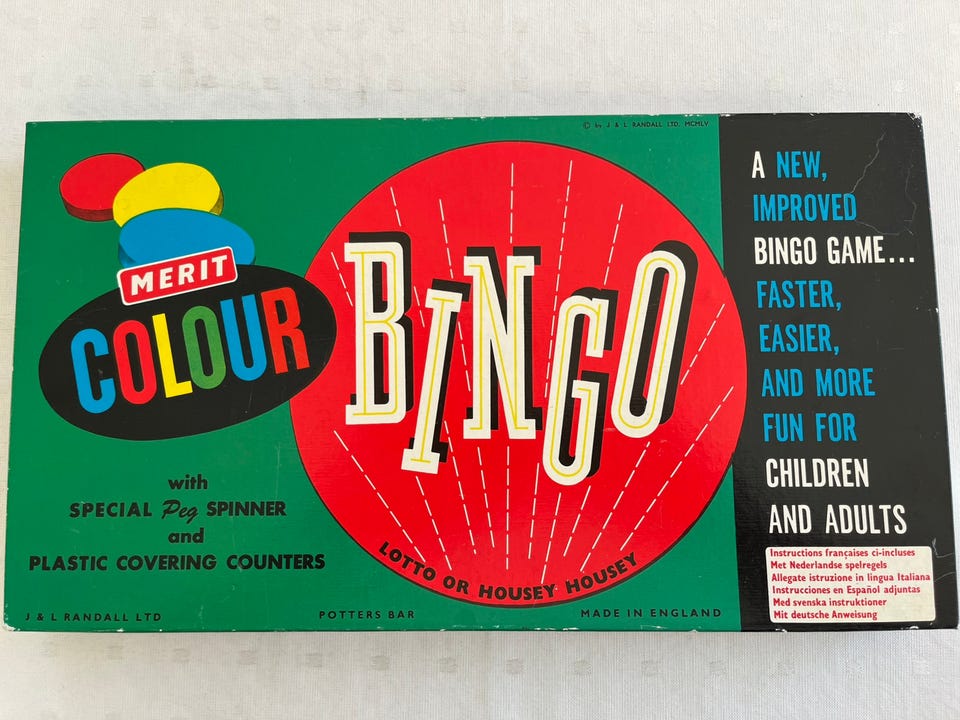 © by J & L RANDALL LTD. MCMLV
MERIT
COLOUR
BINGO
LOTTO OR HOUSEY HOUSEY
with
SPECIAL Peg SPINNER
and
PLASTIC COVERING COUNTERS
J & L RANDALL LTD
POTTERS BAR
MADE IN ENGLAND
A NEW,
IMPROVED
BINGO GAME...
FASTER,
EASIER,
AND MORE
FUN FOR
CHILDREN
AND ADULTS
Instructions françaises ci-incluses
Met Nederlandse spelregels
Allegate istruzione in lingua Italiana
Instrucciones en Español adjuntas
Med svenska instruktioner
Mit deutsche Anweisung